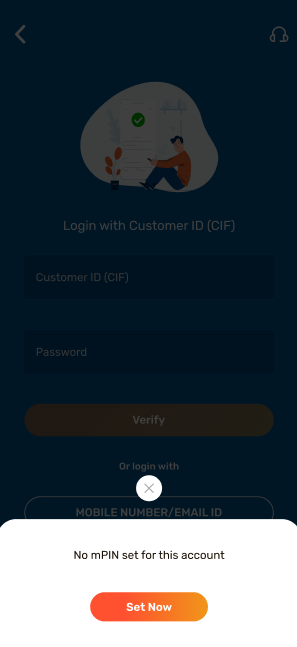 Login with Customer ID (CIF)
Customer ID (CIF)
Password
Verify
Or login with
MOBILE NUMBER/EMAIL ID
No mPIN set for this account
Set Now